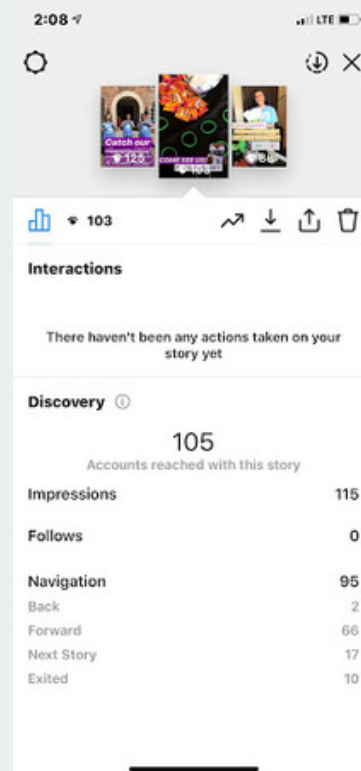 2:08
LTE
Catch our
125
COME SEE US!
103
103
Interactions
There haven't been any actions taken on your
story yet
Discovery
105
Accounts reached with this story
Impressions 115
Follows 0
Navigation 95
Back 2
Forward 66
Next Story 17
Exited 10